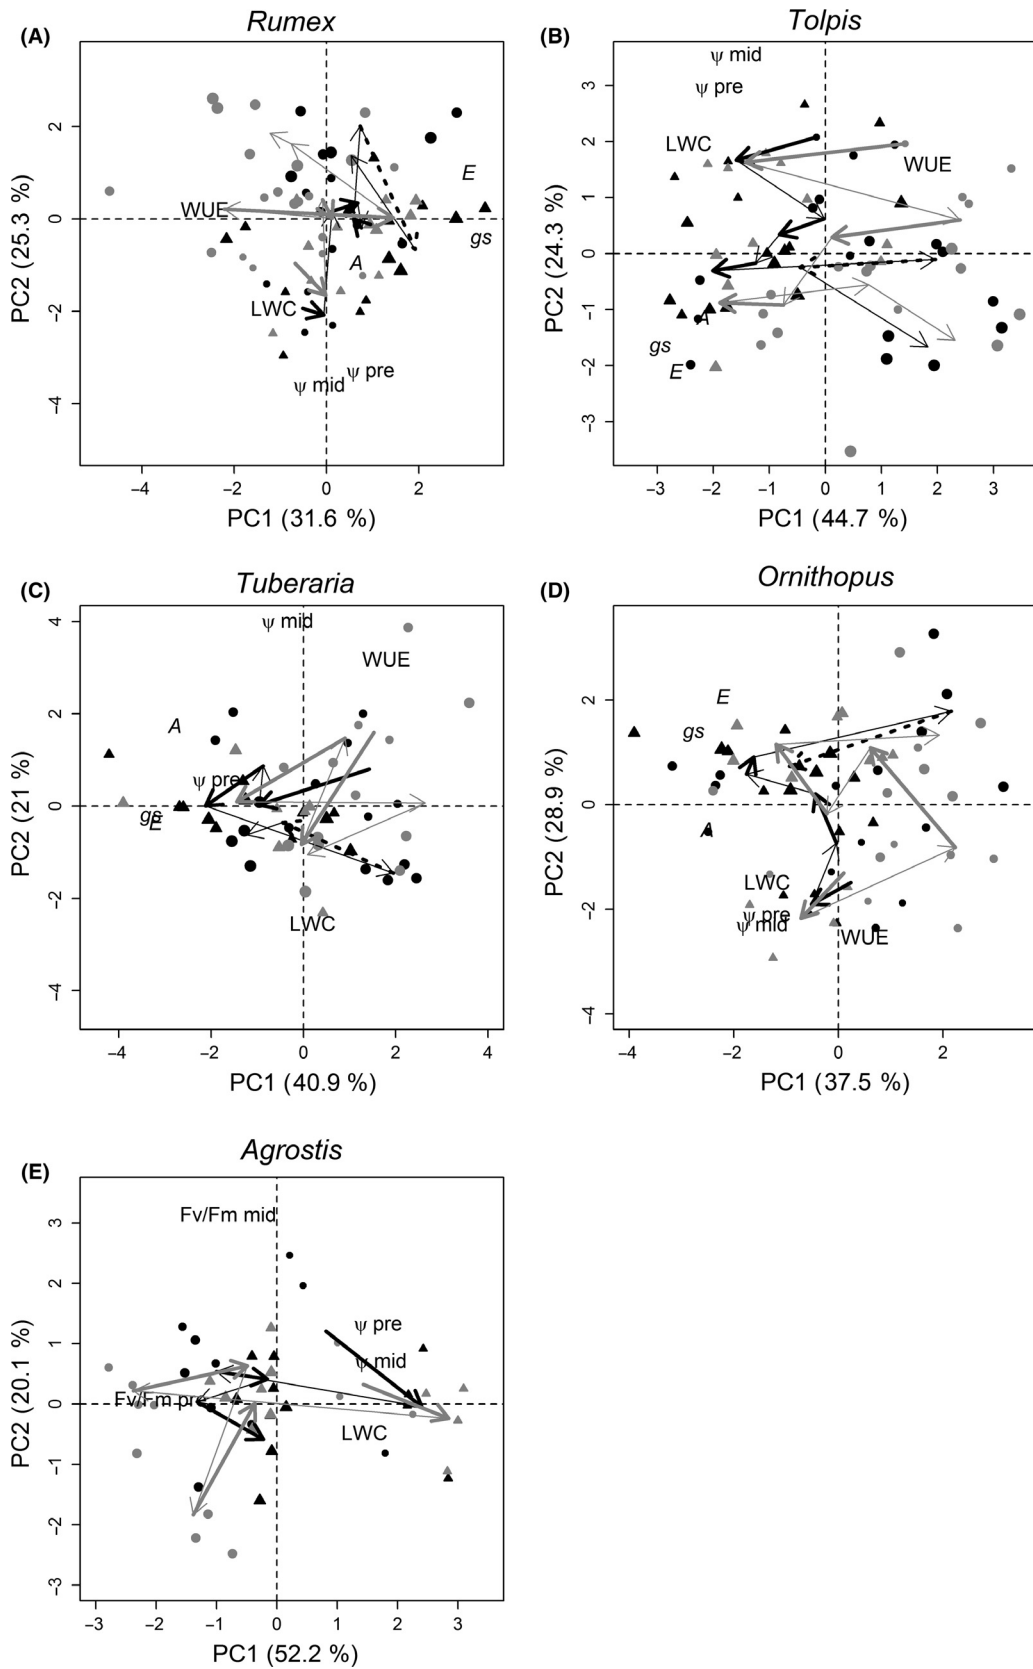 (A)
Rumex
PC2 (25.3 %)
2
0
−2
−4
WUE
E
gs
A
LWC
ψ mid
ψ pre
−4
−2
0
2
PC1 (31.6 %)
(B)
Tolpis
PC2 (24.3 %)
3
2
1
0
−1
−2
−3
ψ mid
ψ pre
LWC
WUE
A
gs
E
−3
−2
−1
0
1
2
3
PC1 (44.7 %)
(C)
Tuberaria
PC2 (21 %)
4
2
0
−2
−4
ψ mid
WUE
A
ψ pre
gs
E
LWC
−4
−2
0
2
4
PC1 (40.9 %)
(D)
Ornithopus
PC2 (28.9 %)
2
0
−2
−4
E
gs
A
LWC
ψ pre
ψ mid
WUE
−4
−2
0
2
PC1 (37.5 %)
(E)
Agrostis
PC2 (20.1 %)
3
2
1
0
−1
−2
−3
Fv/Fm mid
ψ pre
ψ mid
Fv/Fm pre
LWC
−3
−2
−1
0
1
2
3
PC1 (52.2 %)